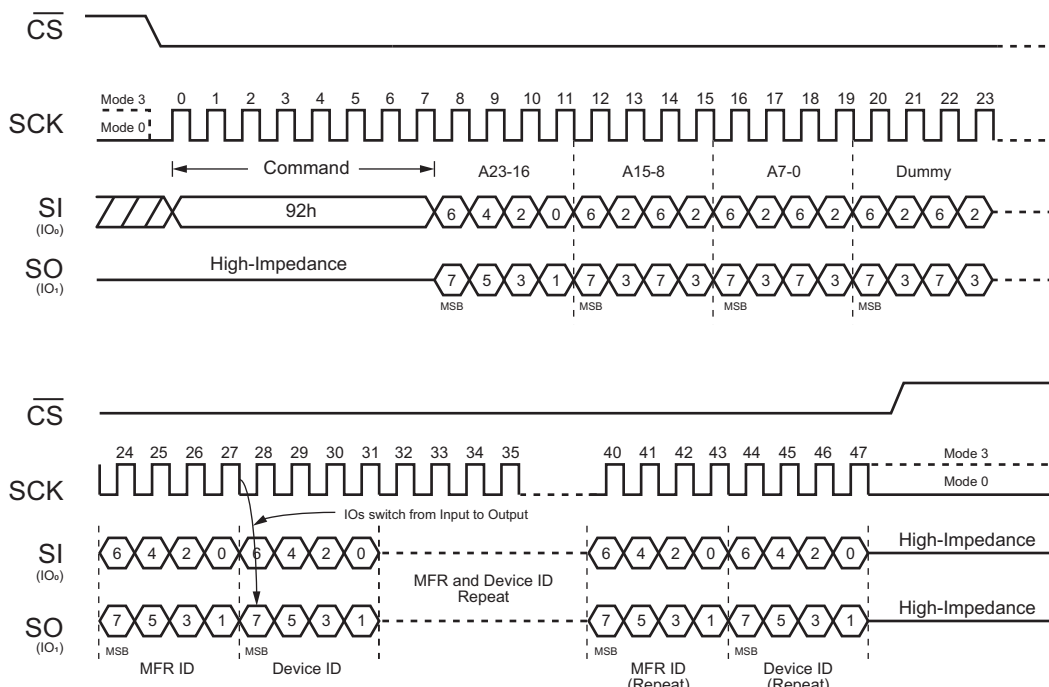 CS
Mode 3
Mode 0
SCK
0 1 2 3 4 5 6 7 8 9 10 11 12 13 14 15 16 17 18 19 20 21 22 23
Command A23-16 A15-8 A7-0 Dummy
SI
(IO₀)
92h 6 4 2 0 6 2 6 2 6 2 6 2 6 2 6 2
SO
(IO₁)
High-Impedance 7 5 3 1 7 3 7 3 7 3 7 3 7 3 7 3
MSB MSB MSB MSB
CS
SCK
24 25 26 27 28 29 30 31 32 33 34 35 40 41 42 43 44 45 46 47
Mode 3
Mode 0
IOs switch from Input to Output
SI
(IO₀)
6 4 2 0 6 4 2 0 6 4 2 0 6 4 2 0 High-Impedance
MFR and Device ID
Repeat
SO
(IO₁)
7 5 3 1 7 5 3 1 7 5 3 1 7 5 3 1 High-Impedance
MSB MSB MSB MSB
MFR ID Device ID MFR ID Device ID
(Repeat) (Repeat)